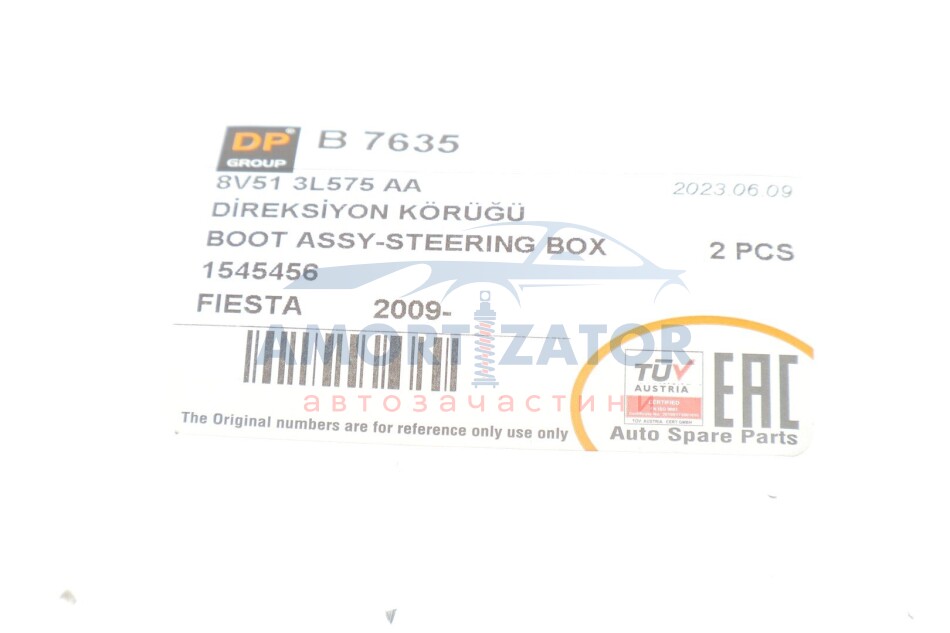 DP GROUP
B 7635
8V51 3L575 AA
2023.06.09
DİREKSİYON KÖRÜĞÜ
BOOT ASSY-STEERING BOX
2 PCS
1545456
FIESTA 2009-
AMORTIZATOR
автозачастини
TÜV
AUSTRIA
CERTIFIED
EAC
The Original numbers are for reference only use only
Auto Spare Parts